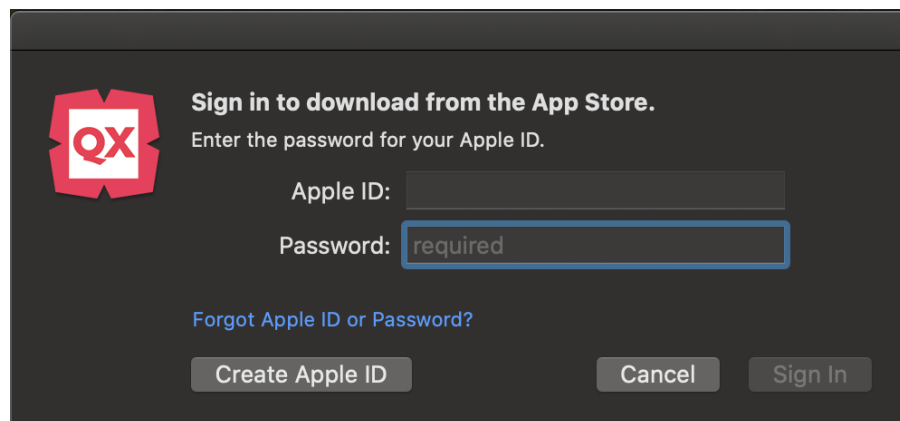 QX
Sign in to download from the App Store.
Enter the password for your Apple ID.
Apple ID:
Password: required
Forgot Apple ID or Password?
Create Apple ID Cancel Sign In